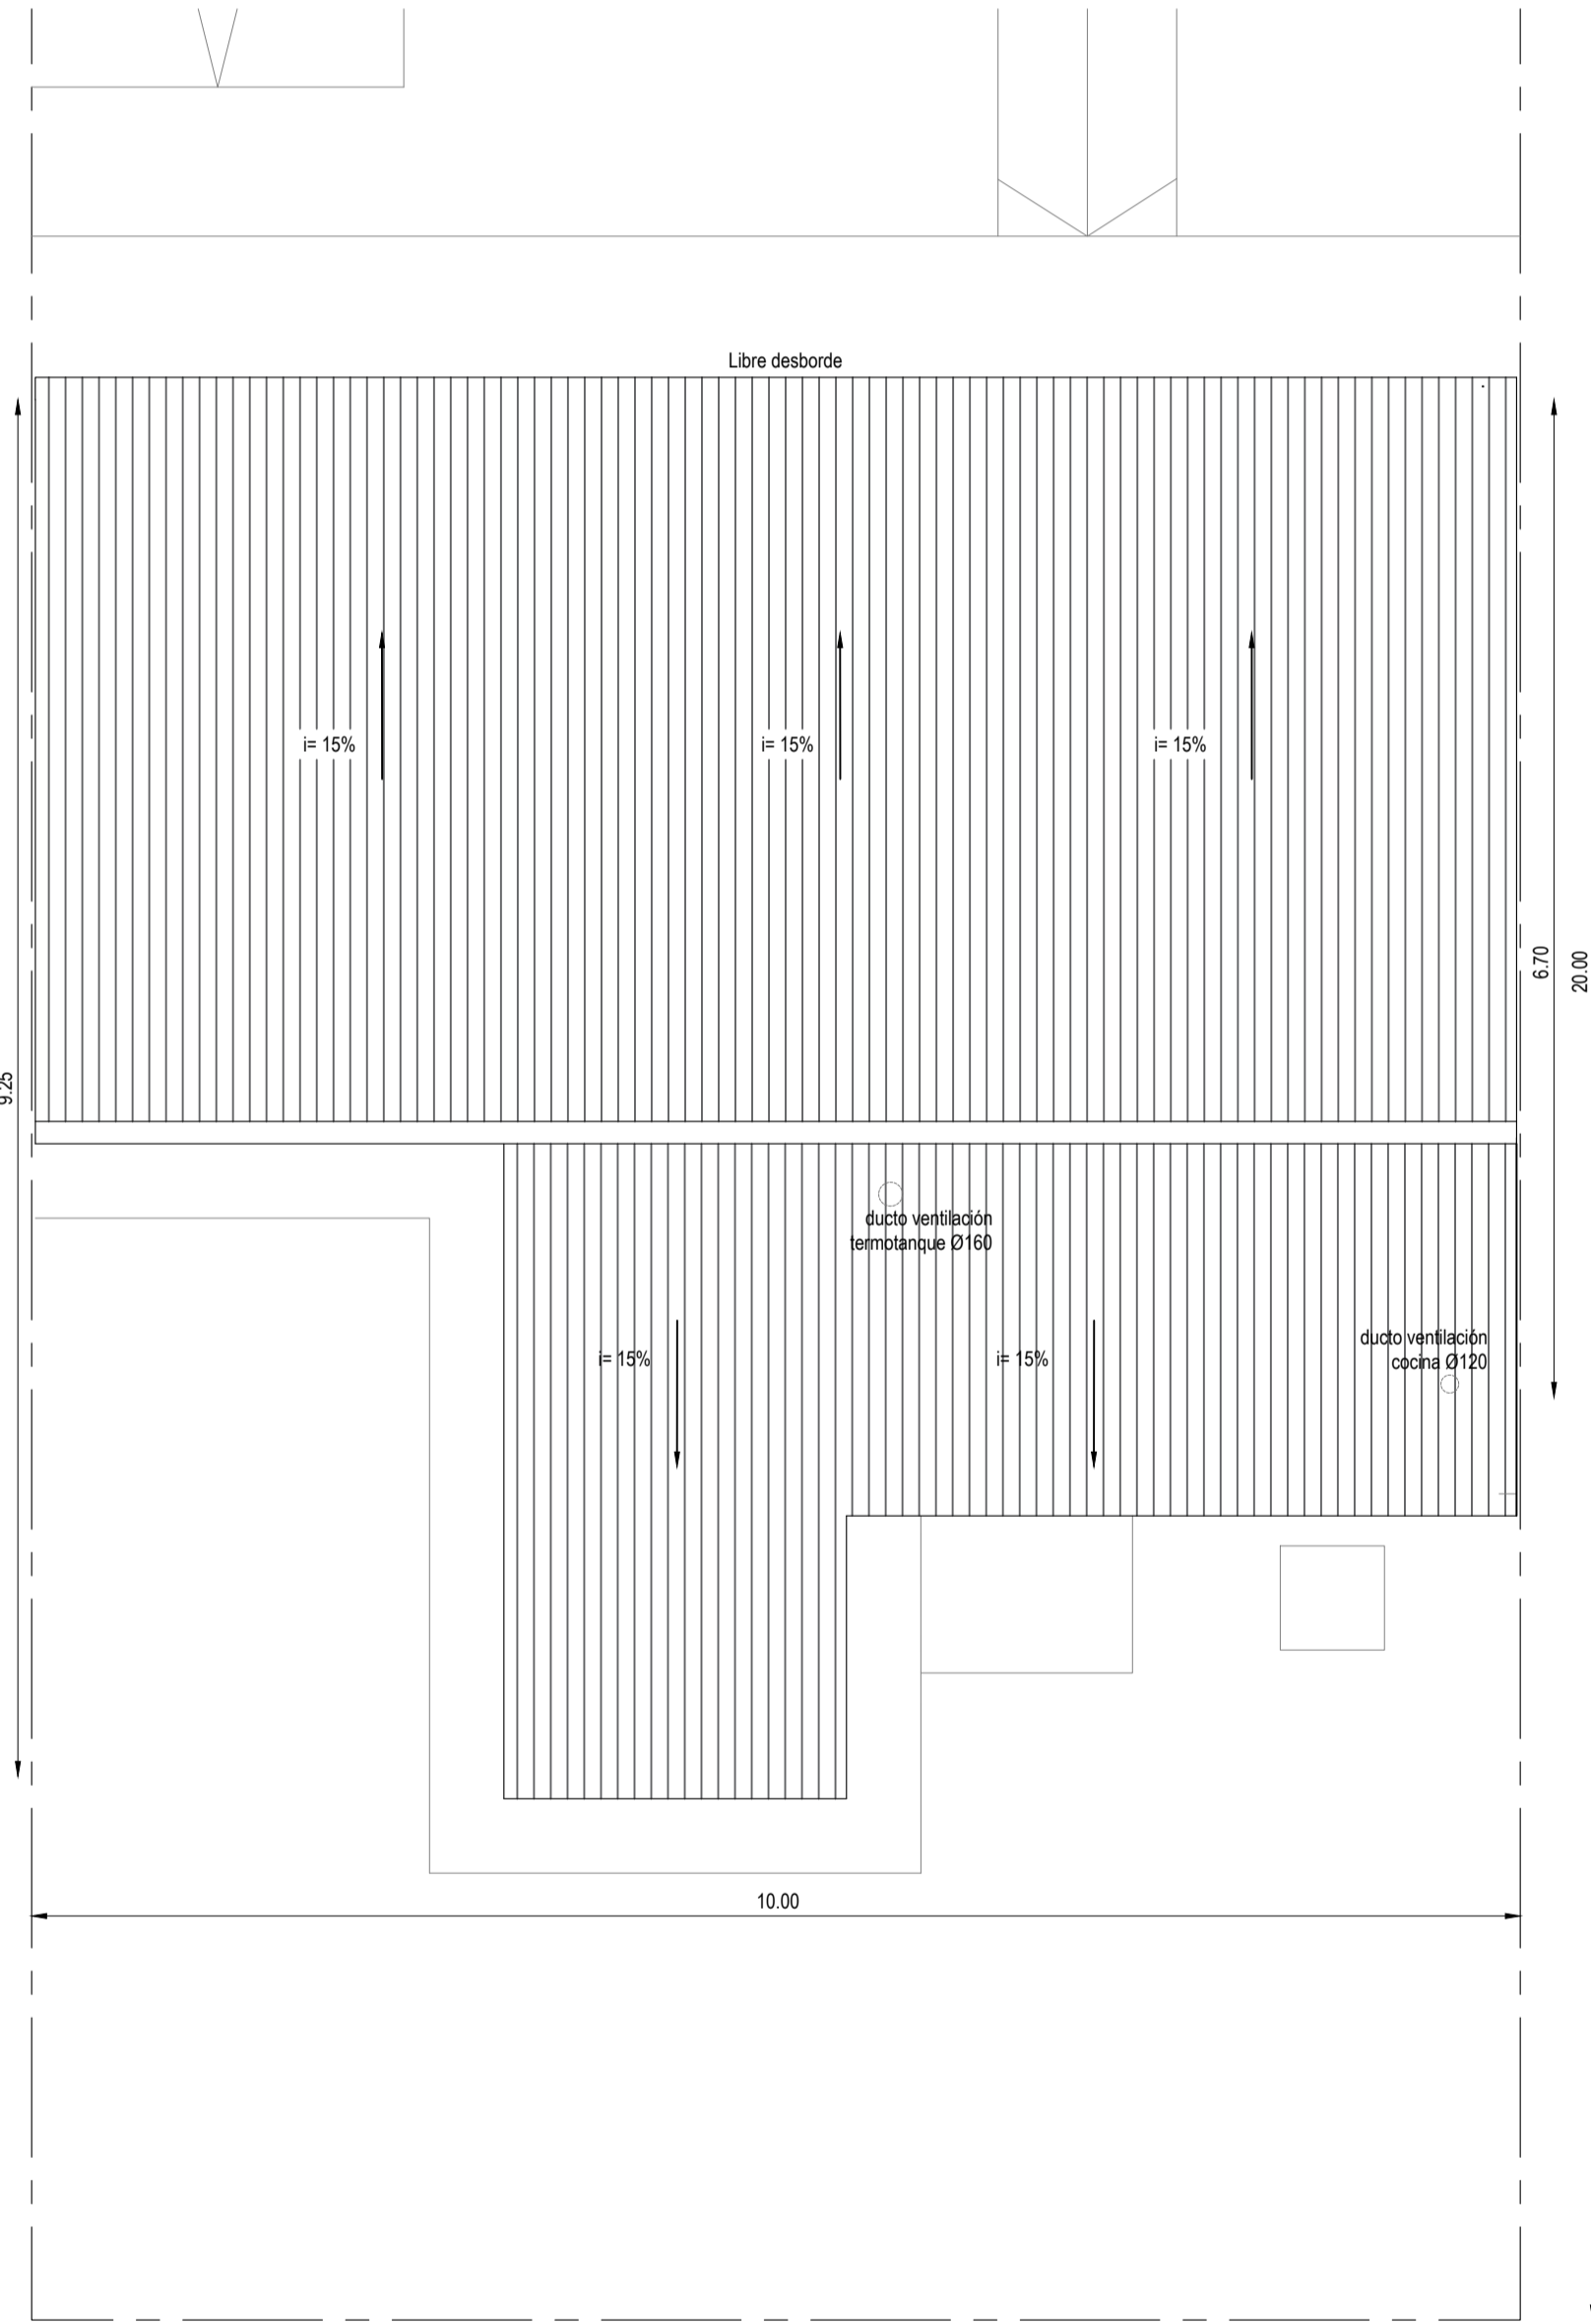 Libre desborde
i= 15%
i= 15%
i= 15%
6.70
20.00
9.25
ducto ventilación
termotanque Ø160
ducto ventilación
cocina Ø120
i= 15%
i= 15%
10.00